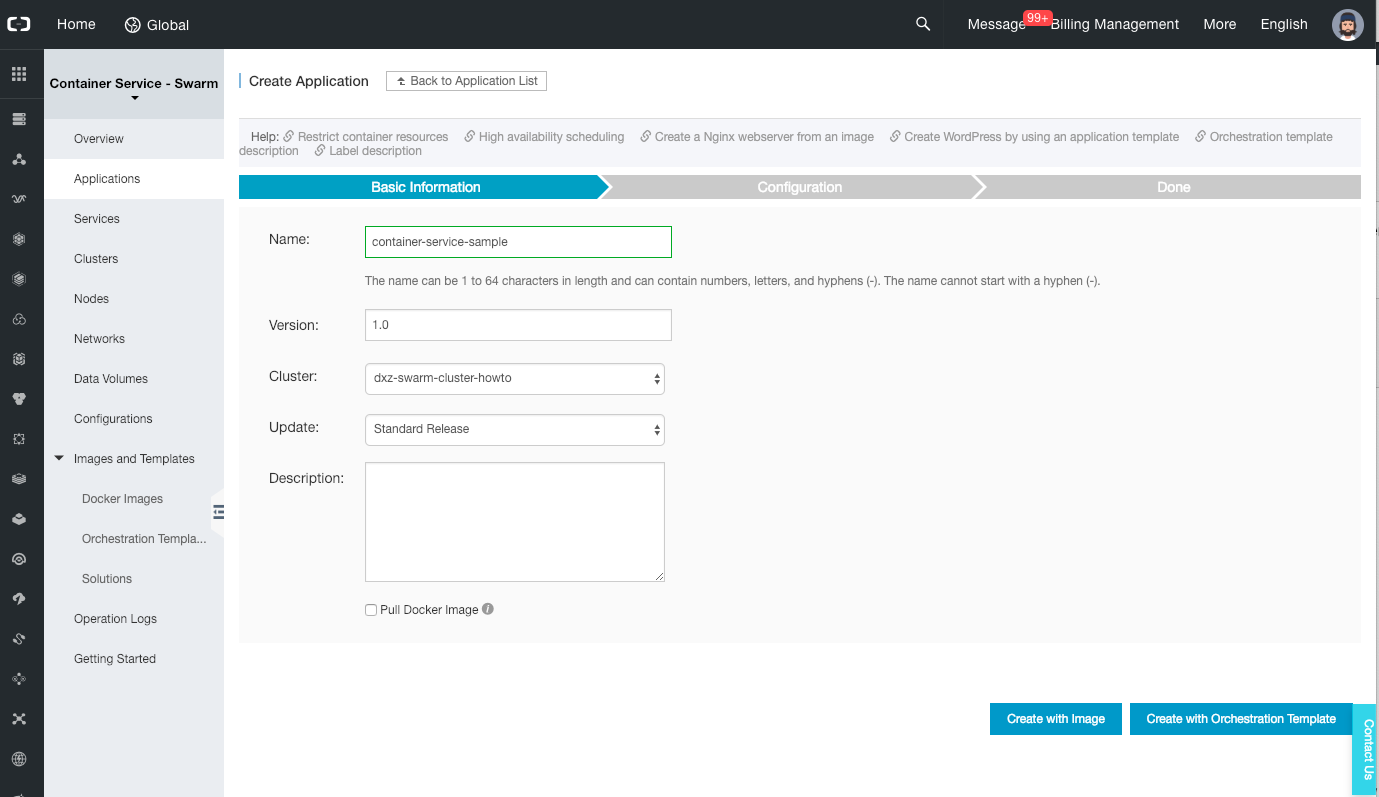 Home
Global
Message 99+
Billing Management
More
English
Container Service - Swarm
Overview
Applications
Services
Clusters
Nodes
Networks
Data Volumes
Configurations
Images and Templates
Docker Images
Orchestration Templa...
Solutions
Operation Logs
Getting Started
Create Application
Back to Application List
Help: Restrict container resources High availability scheduling Create a Nginx webserver from an image Create WordPress by using an application template Orchestration template
description Label description
Basic Information
Configuration
Done
Name: container-service-sample
The name can be 1 to 64 characters in length and can contain numbers, letters, and hyphens (-). The name cannot start with a hyphen (-).
Version: 1.0
Cluster: dxz-swarm-cluster-howto
Update: Standard Release
Description:
Pull Docker Image
Create with Image
Create with Orchestration Template
Contact Us